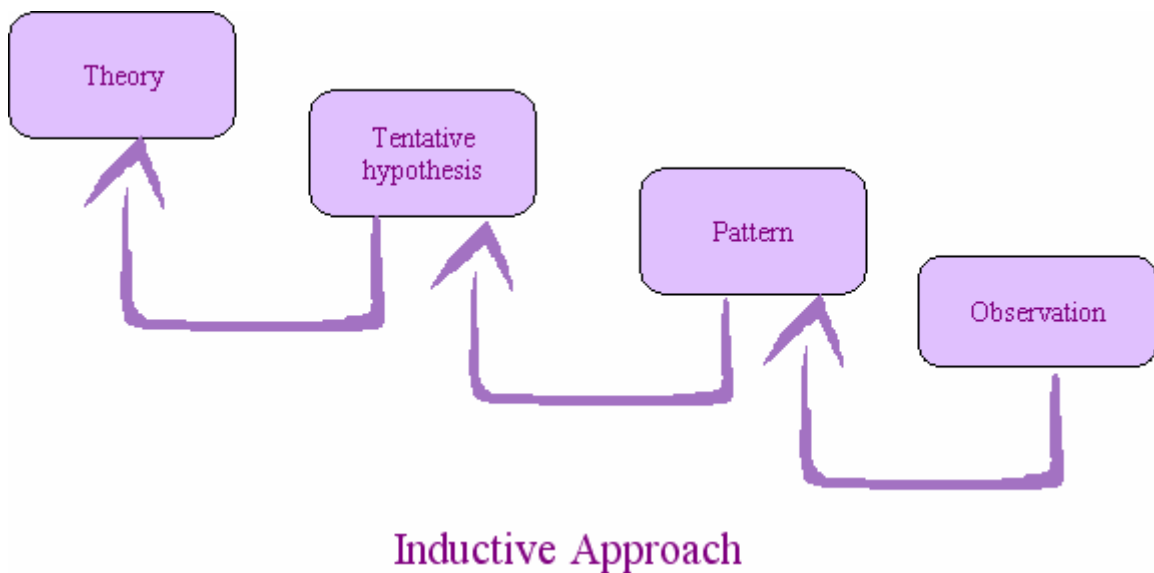 Theory
Tentative
hypothesis
Pattern
Observation
Inductive Approach